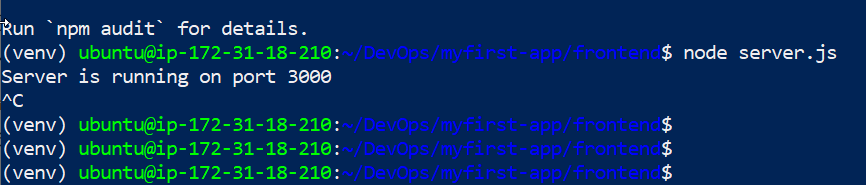 Run `npm audit` for details.
(venv) ubuntu@ip-172-31-18-210:~/DevOps/myfirst-app/frontend$ node server.js
Server is running on port 3000
^C
(venv) ubuntu@ip-172-31-18-210:~/DevOps/myfirst-app/frontend$
(venv) ubuntu@ip-172-31-18-210:~/DevOps/myfirst-app/frontend$
(venv) ubuntu@ip-172-31-18-210:~/DevOps/myfirst-app/frontend$